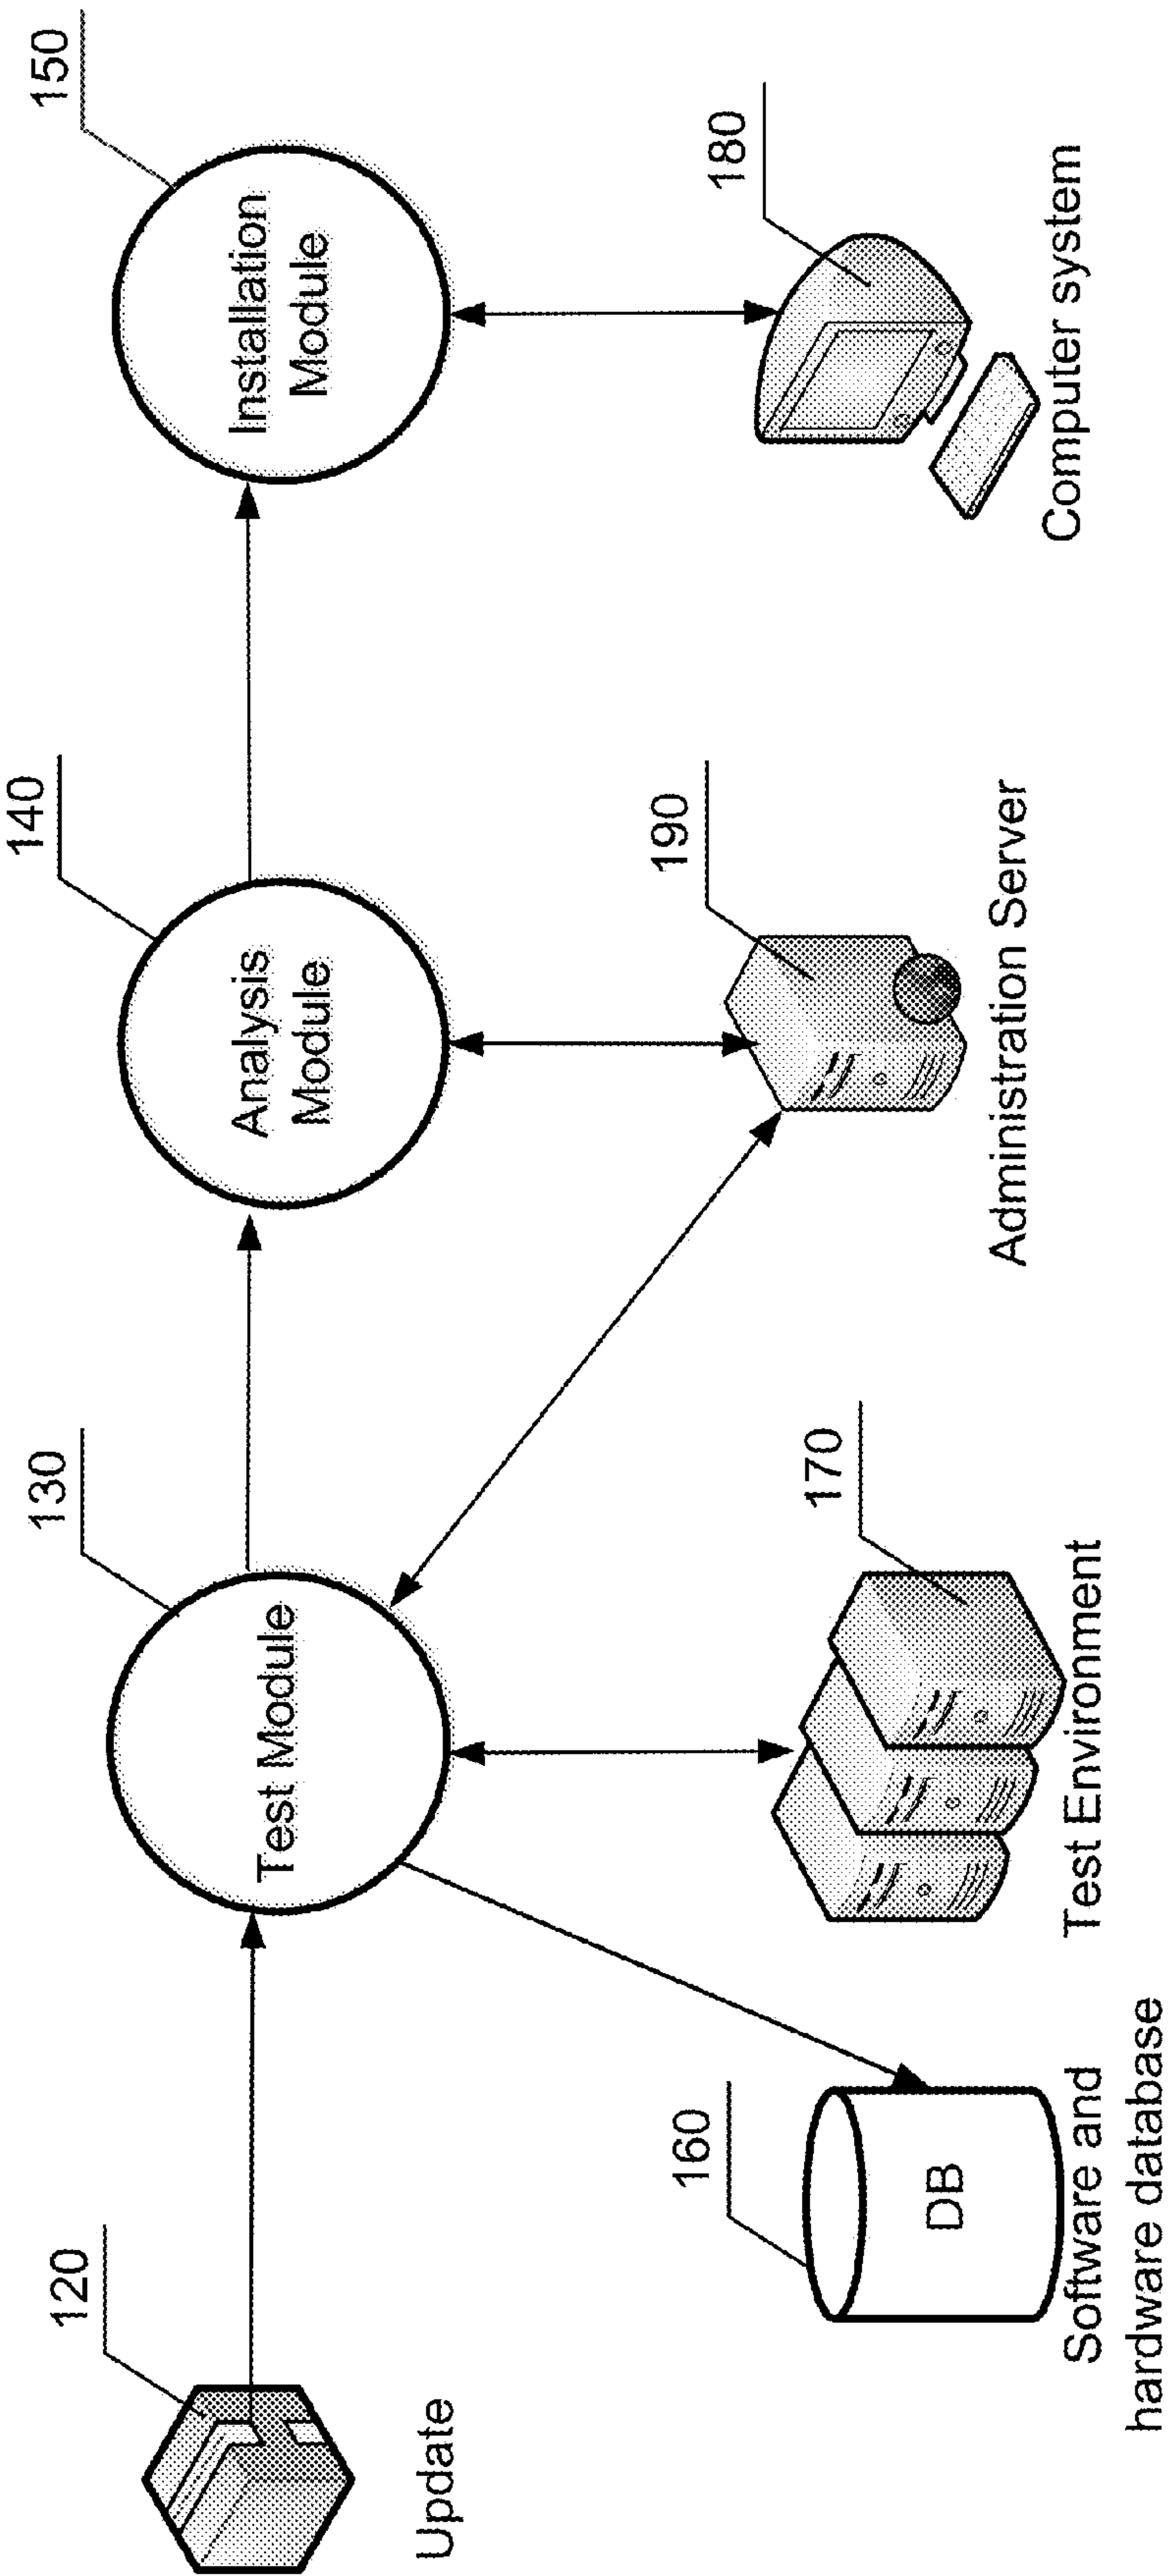 120
130
140
150
Update
Test Module
Analysis
Module
Installation
Module
160
170
190
180
DB
Software and
hardware database
Test Environment
Administration Server
Computer system